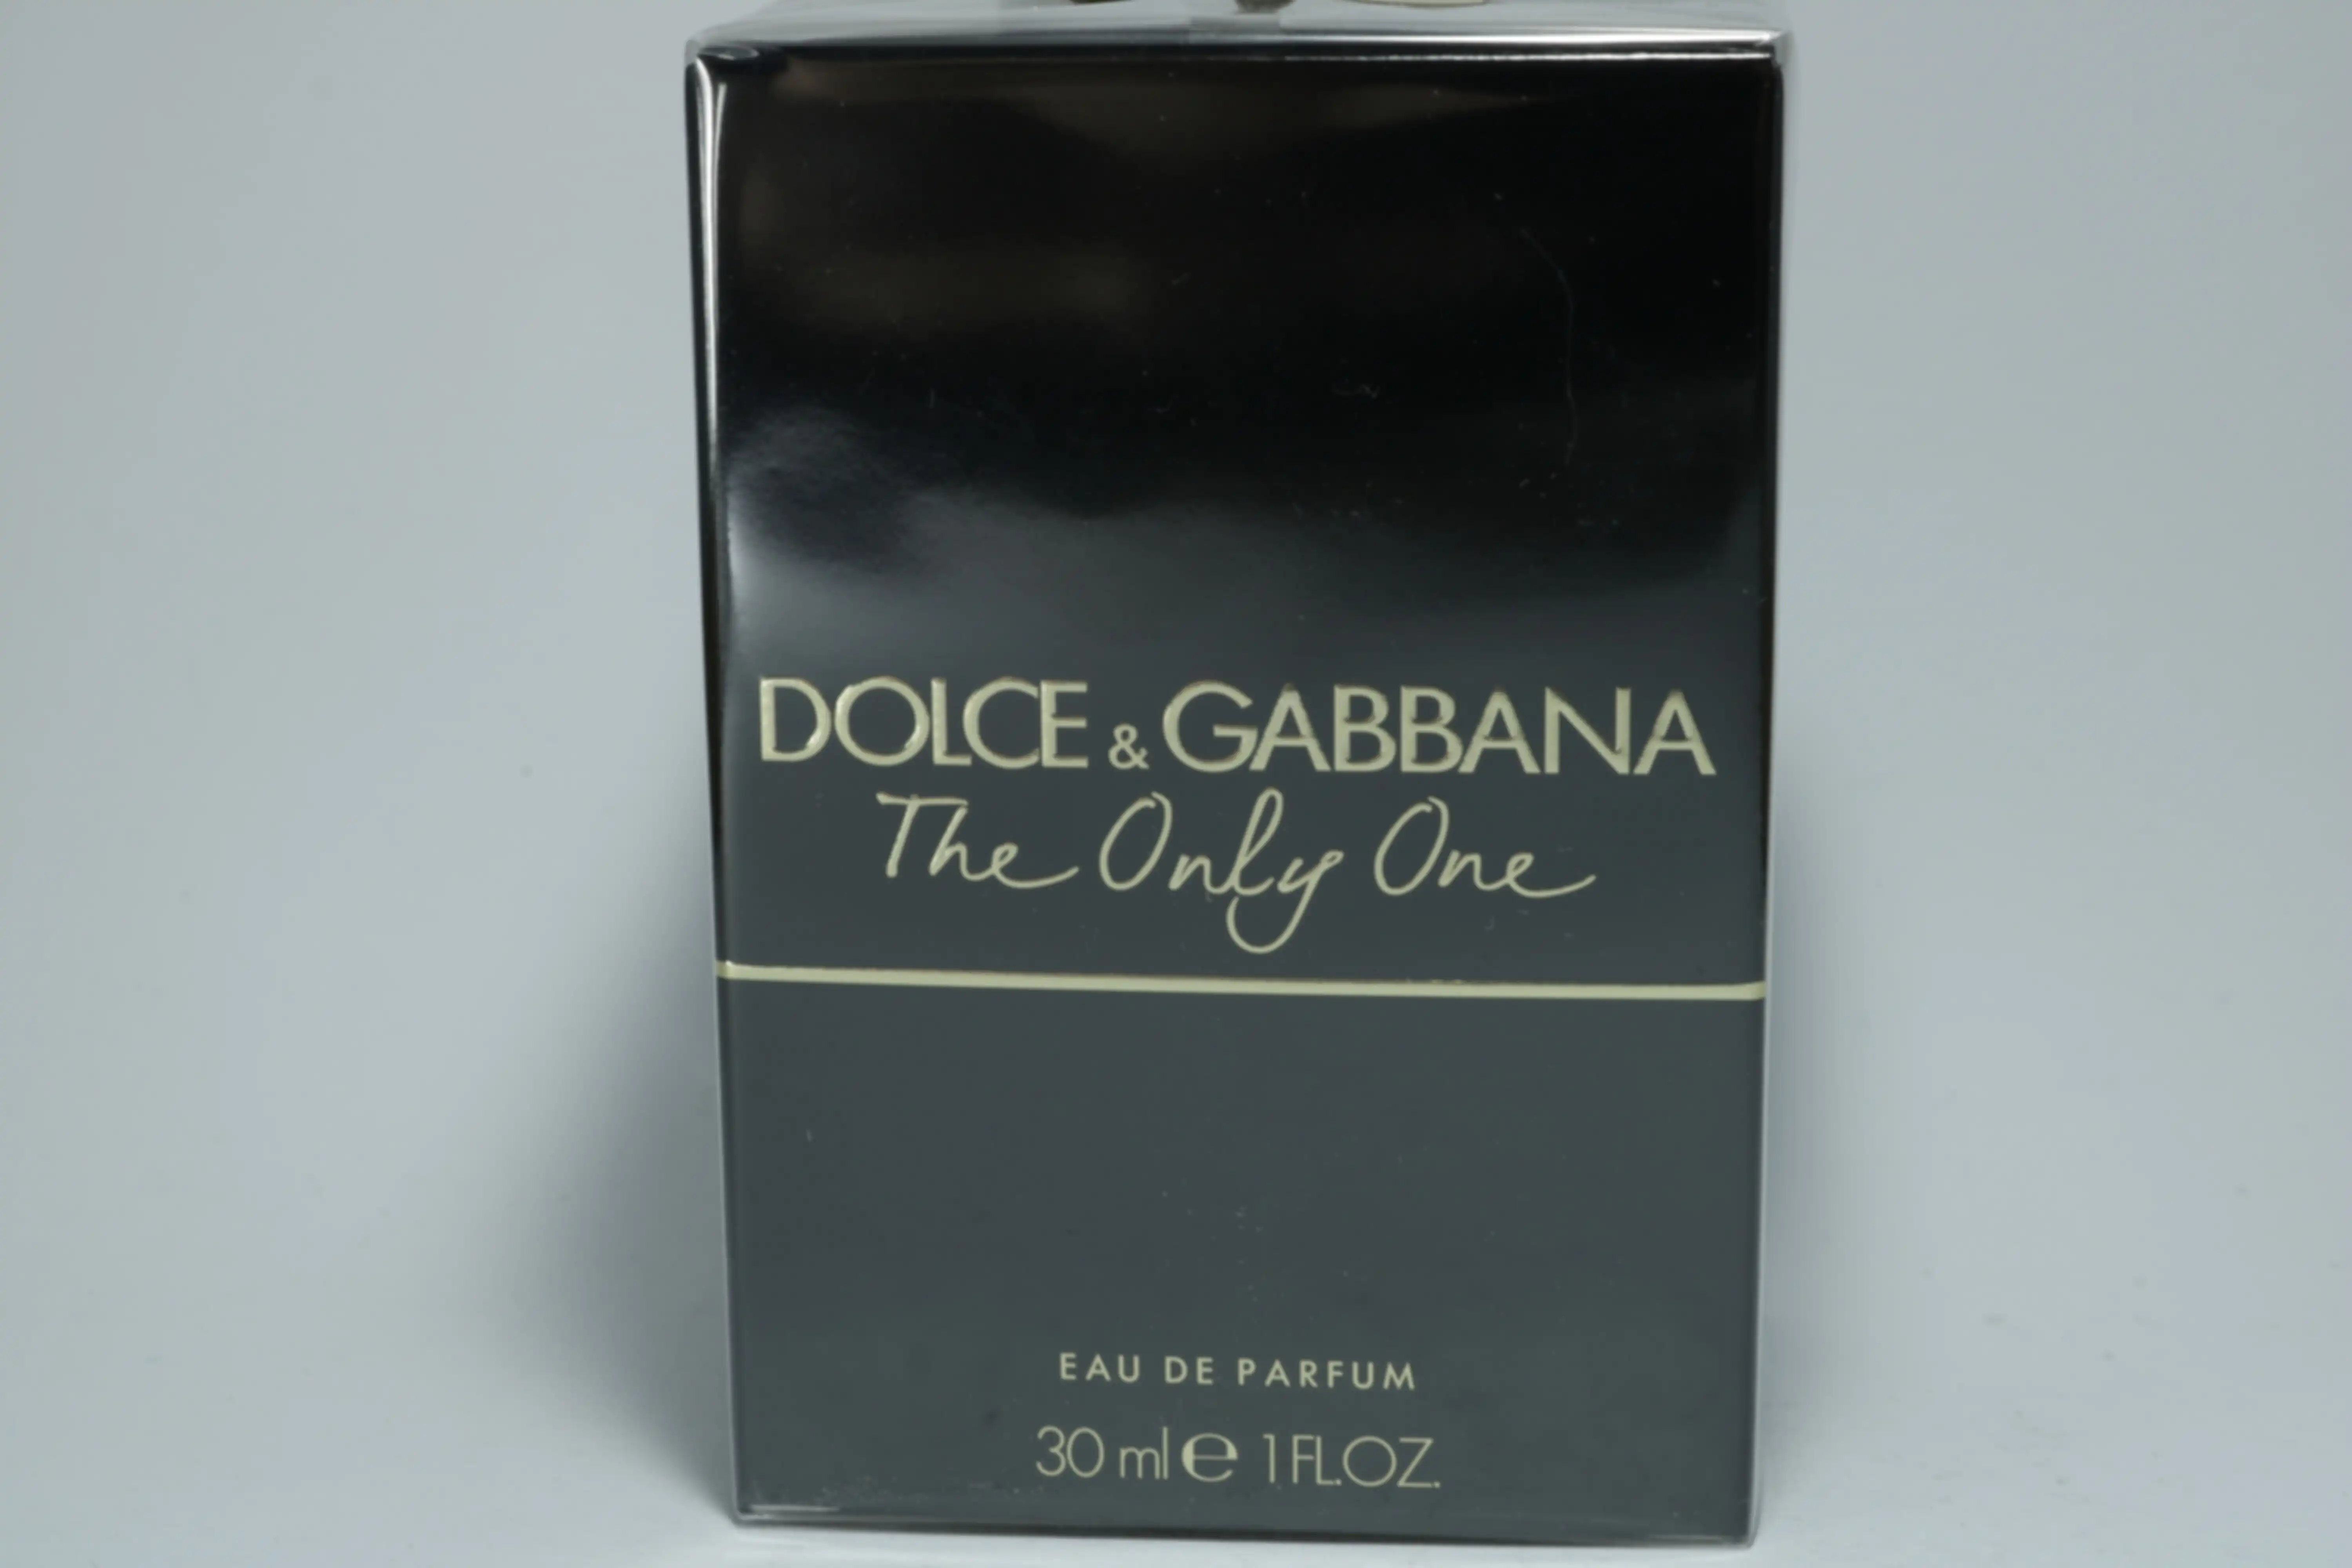 DOLCE & GABBANA
The Only One
EAU DE PARFUM
30 ml e 1 FL.OZ.